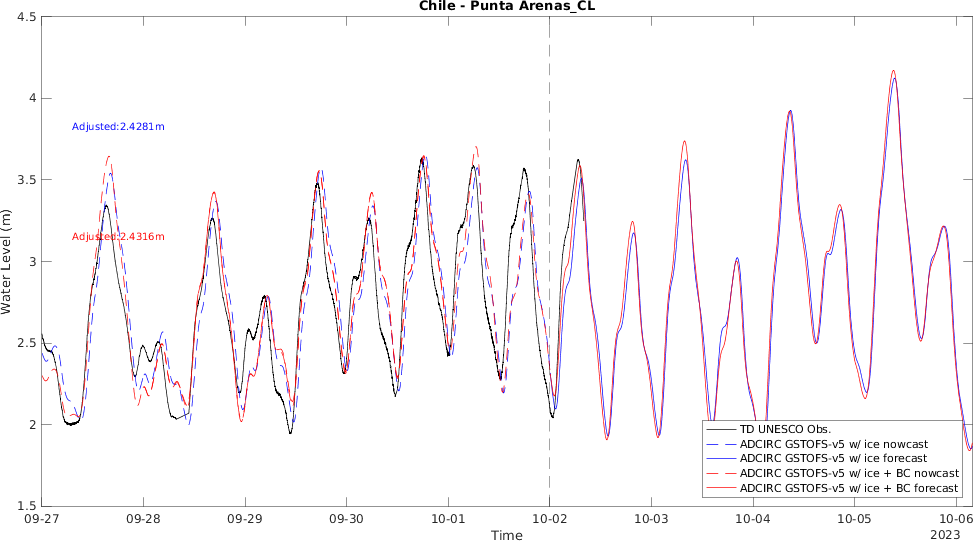 Chile - Punta Arenas_CL
4.5
4
3.5
3
2.5
2
1.5
Water Level (m)
Adjusted:2.4281m
Adjusted:2.4316m
TD UNESCO Obs.
ADCIRC GSTOFS-v5 w/ ice nowcast
ADCIRC GSTOFS-v5 w/ ice forecast
ADCIRC GSTOFS-v5 w/ ice + BC nowcast
ADCIRC GSTOFS-v5 w/ ice + BC forecast
09-27 09-28 09-29 09-30 10-01 10-02 10-03 10-04 10-05 10-06
Time
2023